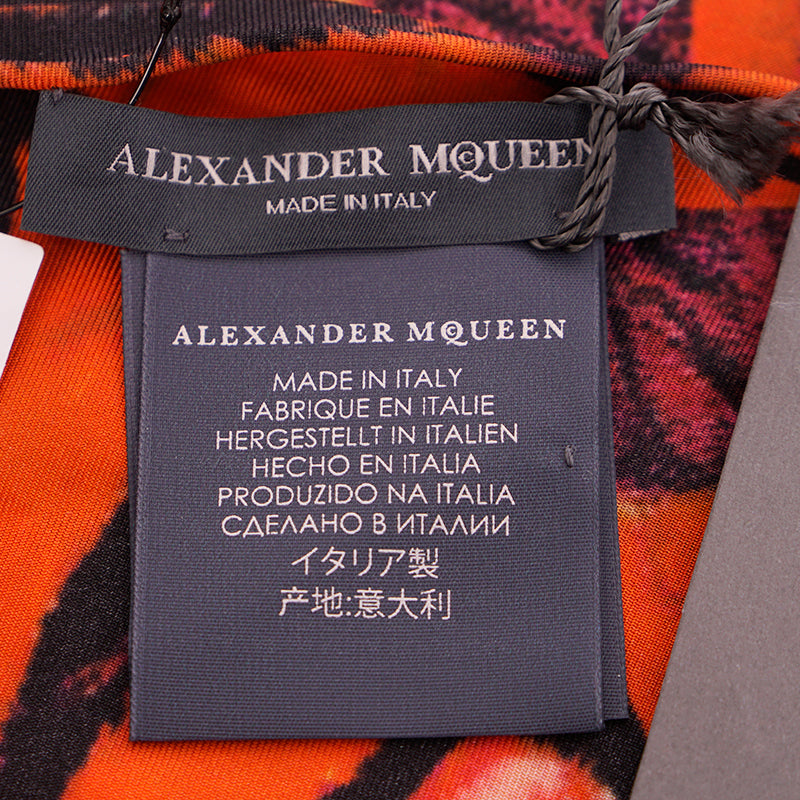 ALEXANDER MCQUEEN
MADE IN ITALY
ALEXANDER MCQUEEN
MADE IN ITALY
FABRIQUE EN ITALIE
HERGESTELLT IN ITALIEN
HECHO EN ITALIA
PRODUZIDO NA ITALIA
СДЕЛАНО В ИТАЛИИ
イタリア製
产地:意大利